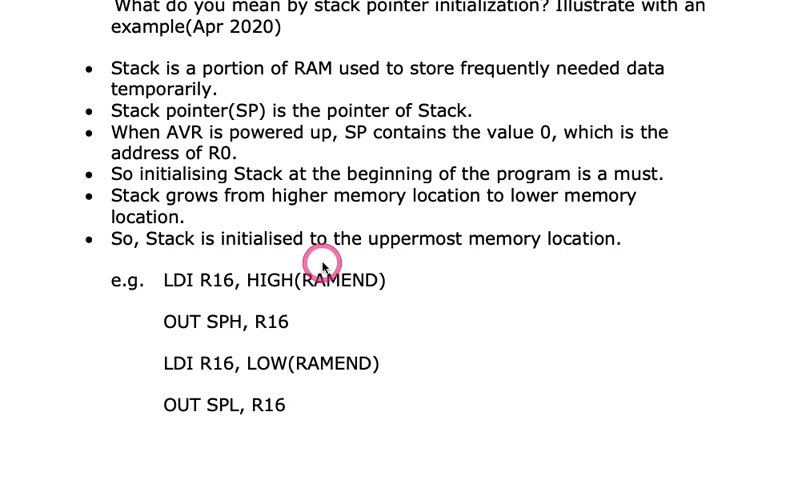 What do you mean by stack pointer initialization? Illustrate with an
example(Apr 2020)
• Stack is a portion of RAM used to store frequently needed data
temporarily.
• Stack pointer(SP) is the pointer of Stack.
• When AVR is powered up, SP contains the value 0, which is the
address of R0.
• So initialising Stack at the beginning of the program is a must.
• Stack grows from higher memory location to lower memory
location.
• So, Stack is initialised to the uppermost memory location.
e.g. LDI R16, HIGH(RAMEND)
OUT SPH, R16
LDI R16, LOW(RAMEND)
OUT SPL, R16